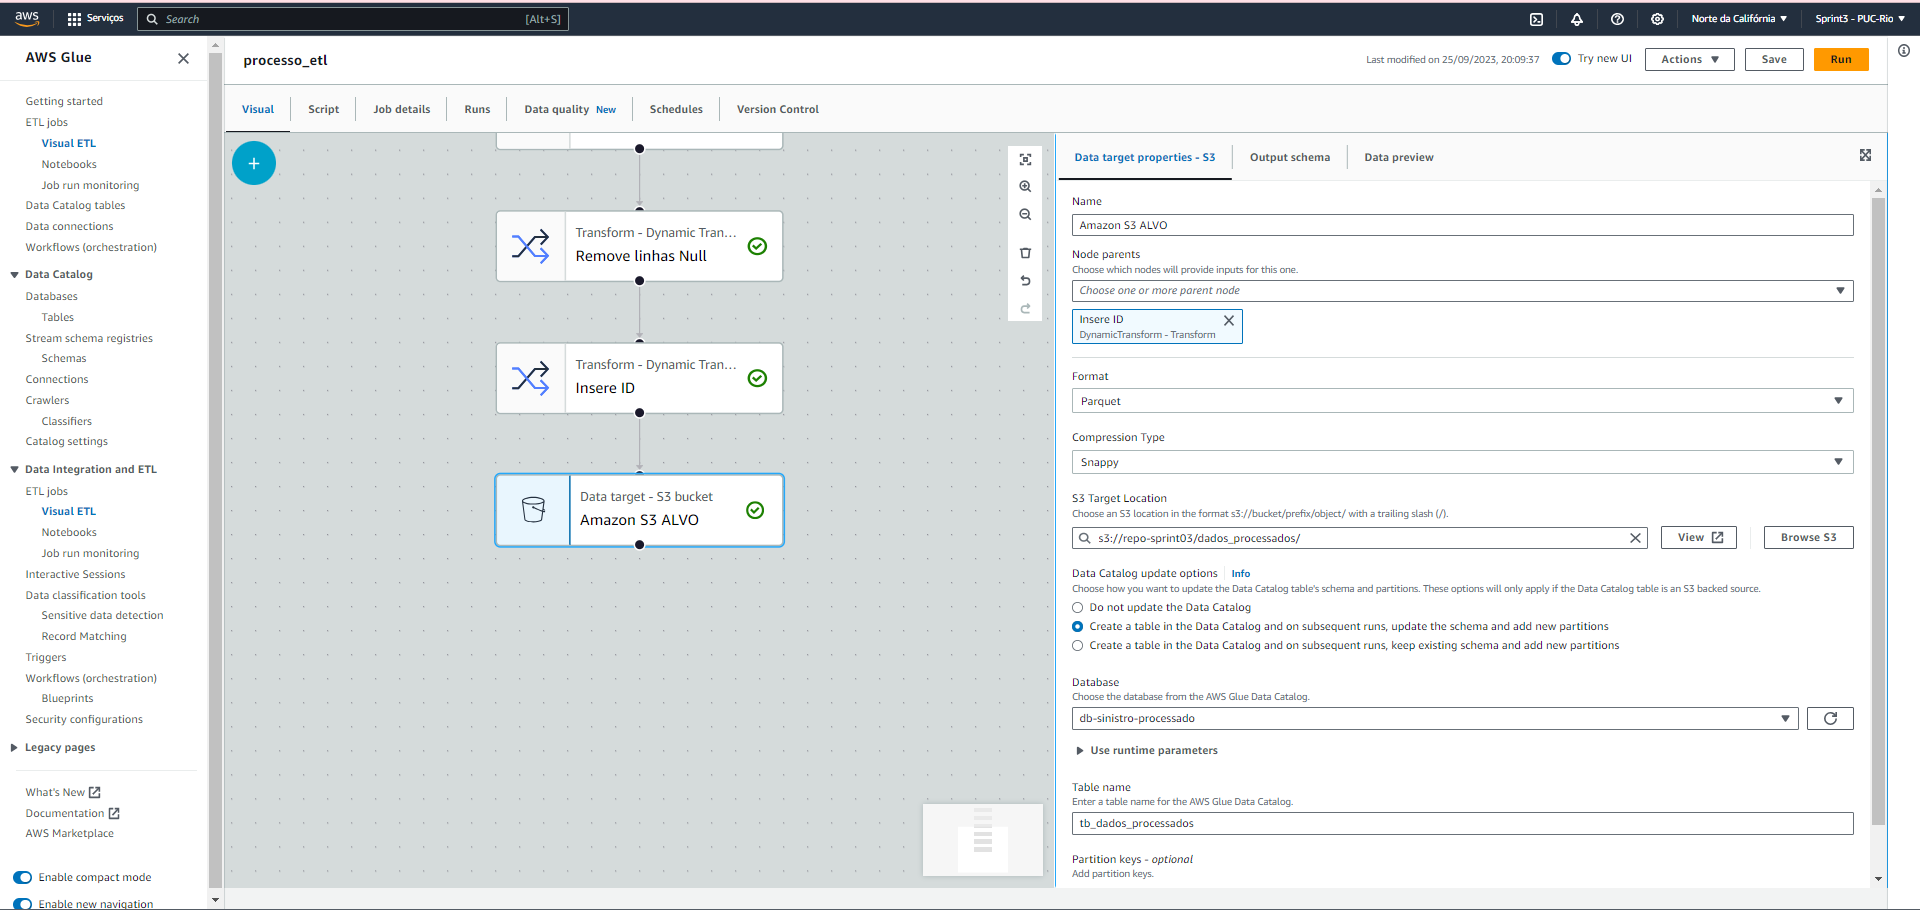 aws
Serviços
Search
[Alt+S]
Norte da Califórnia
Sprint3 - PUC-Rio
AWS Glue
Getting started
ETL jobs
Visual ETL
Notebooks
Job run monitoring
Data Catalog tables
Data connections
Workflows (orchestration)
Data Catalog
Databases
Tables
Stream schema registries
Schemas
Connections
Crawlers
Classifiers
Catalog settings
Data Integration and ETL
ETL jobs
Visual ETL
Notebooks
Job run monitoring
Interactive Sessions
Data classification tools
Sensitive data detection
Record Matching
Triggers
Workflows (orchestration)
Blueprints
Security configurations
Legacy pages
What's New
Documentation
AWS Marketplace
Enable compact mode
Enable new navigation
processo_etl
Last modified on 25/09/2023, 20:09:37
Try new UI
Actions
Save
Run
Visual
Script
Job details
Runs
Data quality New
Schedules
Version Control
Transform - Dynamic Tran...
Remove linhas Null
Transform - Dynamic Tran...
Insere ID
Data target - S3 bucket
Amazon S3 ALVO
Data target properties - S3
Output schema
Data preview
Name
Amazon S3 ALVO
Node parents
Choose which nodes will provide inputs for this one.
Choose one or more parent node
Insere ID
DynamicTransform - Transform
Format
Parquet
Compression Type
Snappy
S3 Target Location
Choose an S3 location in the format s3://bucket/prefix/object/ with a trailing slash (/).
s3://repo-sprint03/dados_processados/
View
Browse S3
Data Catalog update options
Info
Choose how you want to update the Data Catalog table's schema and partitions. These options will only apply if the Data Catalog table is an S3 backed source.
Do not update the Data Catalog
Create a table in the Data Catalog and on subsequent runs, update the schema and add new partitions
Create a table in the Data Catalog and on subsequent runs, keep existing schema and add new partitions
Database
Choose the database from the AWS Glue Data Catalog.
db-sinistro-processado
Use runtime parameters
Table name
Enter a table name for the AWS Glue Data Catalog.
tb_dados_processados
Partition keys - optional
Add partition keys.